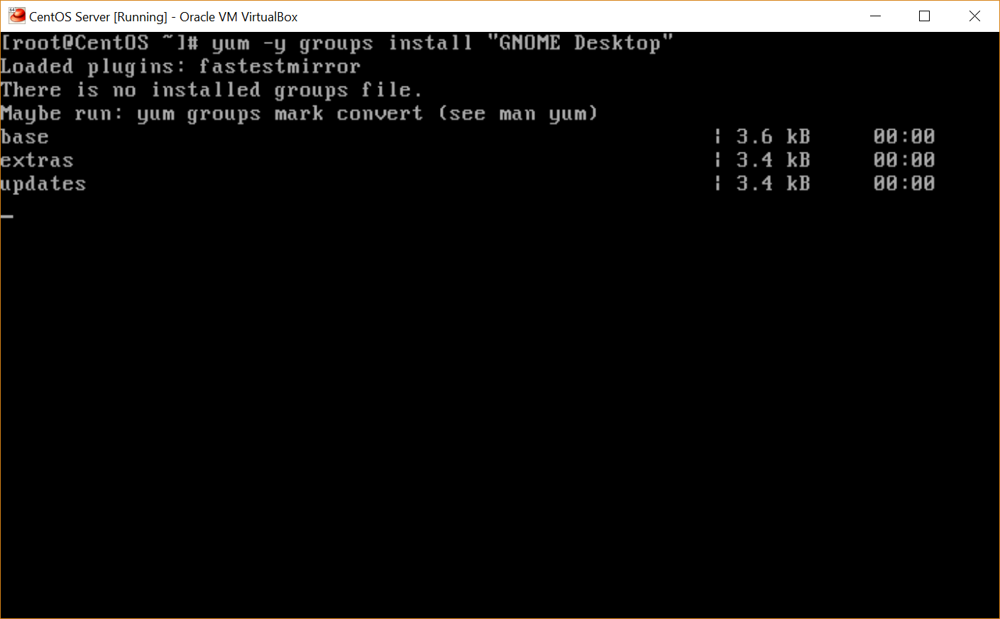 64
CentOS Server [Running] - Oracle VM VirtualBox
[root@CentOS ~]# yum -y groups install "GNOME Desktop"
Loaded plugins: fastestmirror
There is no installed groups file.
Maybe run: yum groups mark convert (see man yum)
base | 3.6 kB 00:00
extras | 3.4 kB 00:00
updates | 3.4 kB 00:00